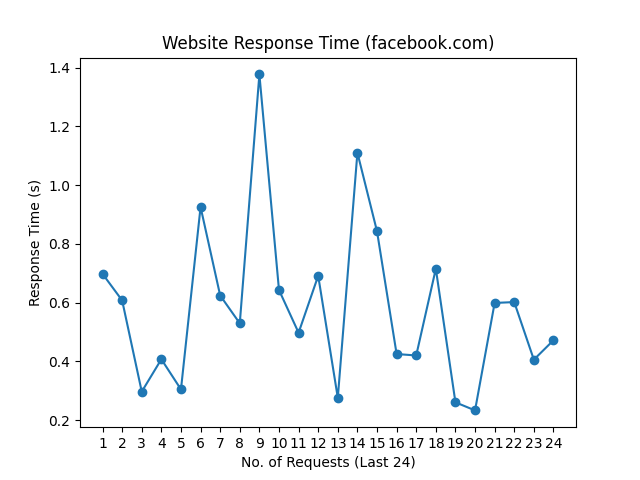 Website Response Time (facebook.com)
1.4
1.2
1.0
0.8
0.6
0.4
0.2
Response Time (s)
1 2 3 4 5 6 7 8 9 10 11 12 13 14 15 16 17 18 19 20 21 22 23 24
No. of Requests (Last 24)